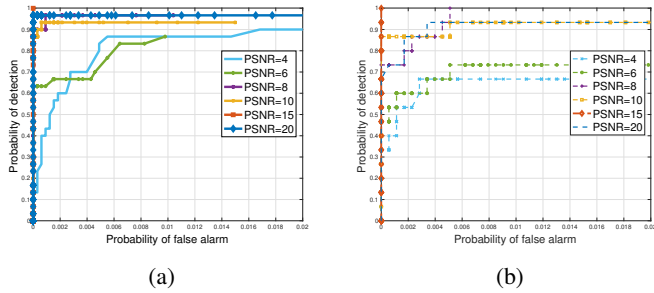 1
0.9
0.8
0.7
0.6
0.5
0.4
0.3
0.2
0.1
0
Probability of detection
0 0.002 0.004 0.006 0.008 0.01 0.012 0.014 0.016 0.018 0.02
Probability of false alarm
PSNR=4
PSNR=6
PSNR=8
PSNR=10
PSNR=15
PSNR=20
(a)
1
0.9
0.8
0.7
0.6
0.5
0.4
0.3
0.2
0.1
0
Probability of detection
0 0.002 0.004 0.006 0.008 0.01 0.012 0.014 0.016 0.018 0.02
Probability of false alarm
PSNR=4
PSNR=6
PSNR=8
PSNR=10
PSNR=15
PSNR=20
(b)